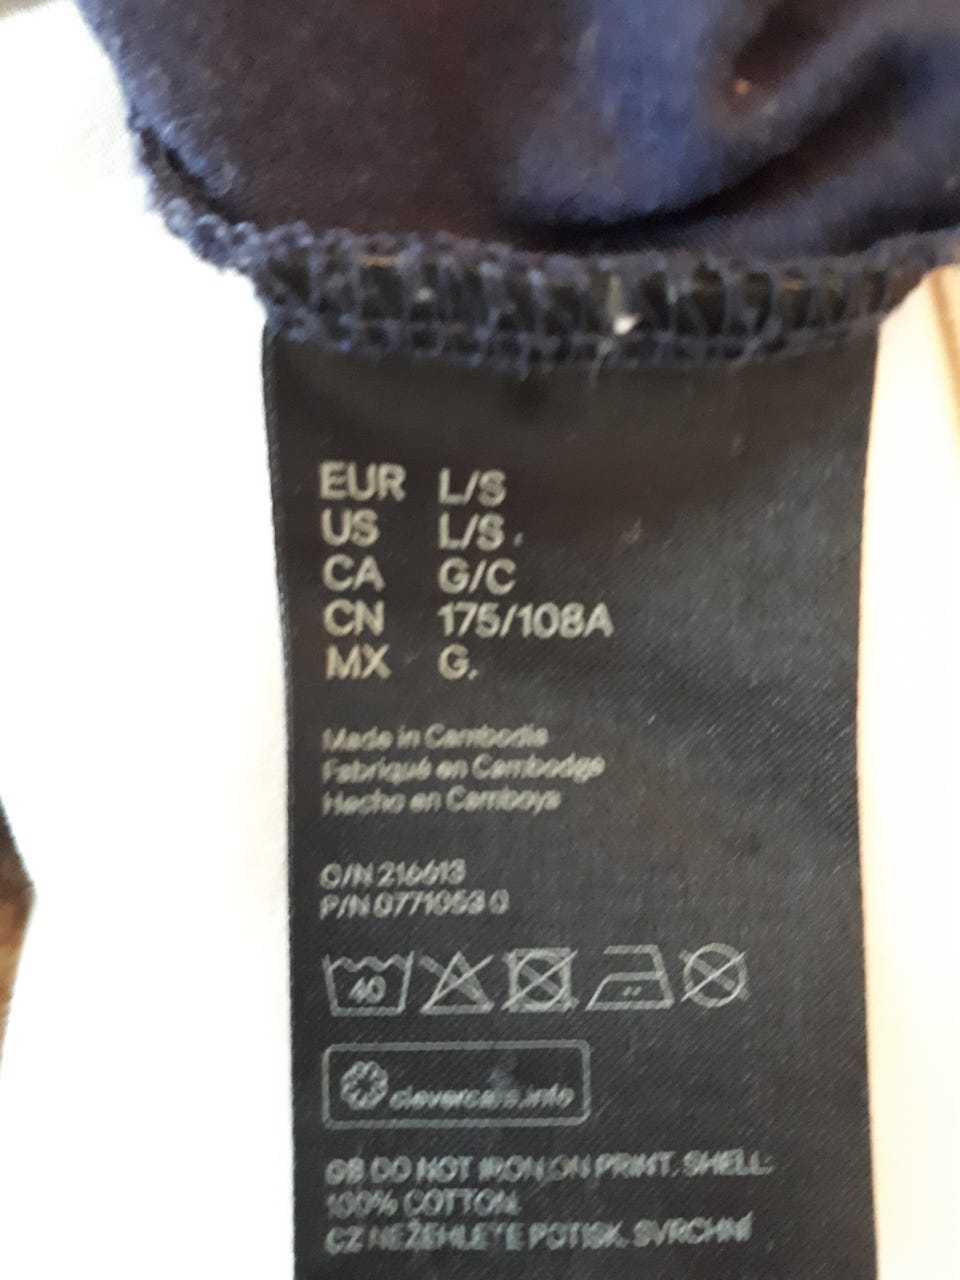 EUR L/S
US L/S
CA G/C
CN 175/108A
MX G.
Made in Cambodia
Fabriqué en Cambodge
Hecho en Camboya
O/N 216613
P/N 0771053 0
40
clevercare.info
GB DO NOT IRON ON PRINT. SHELL:
100% COTTON.
CZ NEŽEHLETE POTISK. SVRCHNÍ